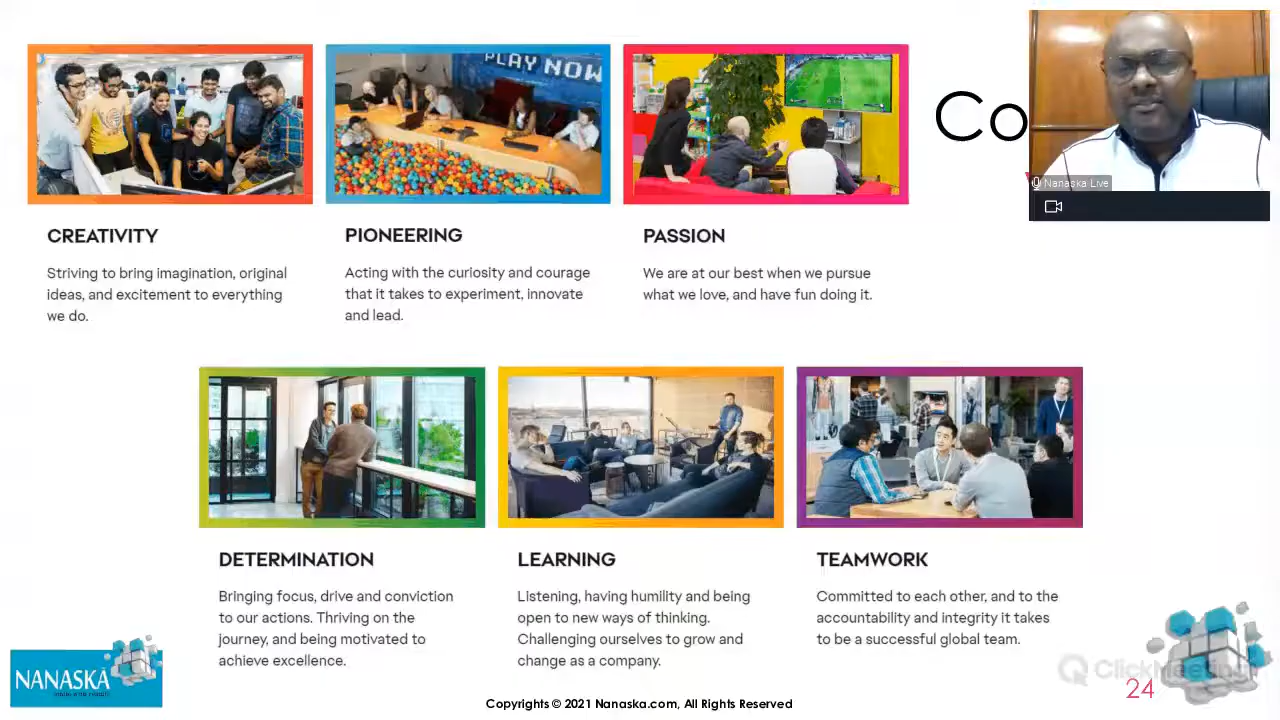 PLAY NOW
Co
Nanaska Live
CREATIVITY
Striving to bring imagination, original
ideas, and excitement to everything
we do.
PIONEERING
Acting with the curiosity and courage
that it takes to experiment, innovate
and lead.
PASSION
We are at our best when we pursue
what we love, and have fun doing it.
DETERMINATION
Bringing focus, drive and conviction
to our actions. Thriving on the
journey, and being motivated to
achieve excellence.
LEARNING
Listening, having humility and being
open to new ways of thinking.
Challenging ourselves to grow and
change as a company.
TEAMWORK
Committed to each other, and to the
accountability and integrity it takes
to be a successful global team.
NANASKA
ClickMeeting
24
Copyrights © 2021 Nanaska.com, All Rights Reserved